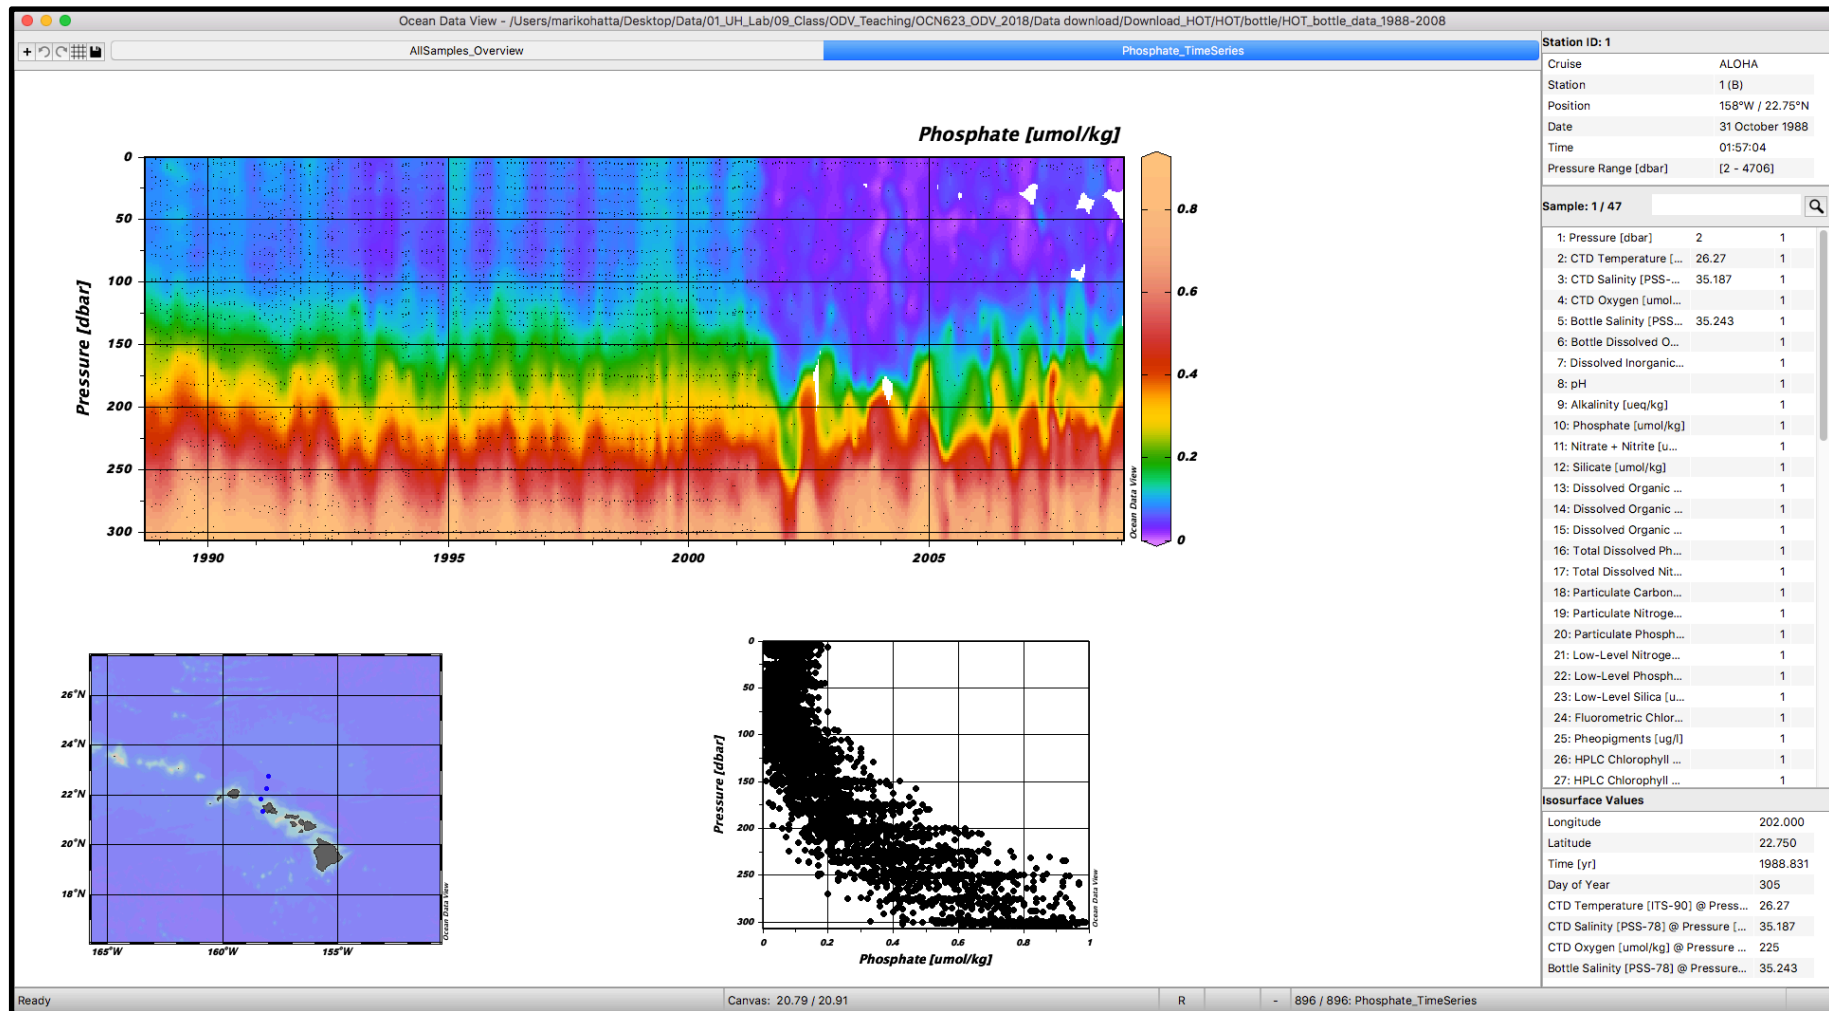 Ocean Data View - /Users/marikohatta/Desktop/Data/01_UH_Lab/09_Class/ODV_Teaching/OCN623_ODV_2018/Data download/Download_HOT/HOT/bottle/HOT_bottle_data_1988-2008
AllSamples_Overview
Phosphate_TimeSeries
Phosphate [umol/kg]
0
50
100
150
200
250
300
Pressure [dbar]
1990
1995
2000
2005
0.8
0.6
0.4
0.2
0
Ocean Data View
26°N
24°N
22°N
20°N
18°N
165°W
160°W
155°W
Ocean Data View
0
50
100
150
200
250
300
Pressure [dbar]
0
0.2
0.4
0.6
0.8
1
Phosphate [umol/kg]
Ocean Data View
Station ID: 1
Cruise ALOHA
Station 1 (B)
Position 158°W / 22.75°N
Date 31 October 1988
Time 01:57:04
Pressure Range [dbar] [2 - 4706]
Sample: 1 / 47
1: Pressure [dbar] 2 1
2: CTD Temperature [... 26.27 1
3: CTD Salinity [PSS-... 35.187 1
4: CTD Oxygen [umol... 1
5: Bottle Salinity [PSS... 35.243 1
6: Bottle Dissolved O... 1
7: Dissolved Inorganic... 1
8: pH 1
9: Alkalinity [ueq/kg] 1
10: Phosphate [umol/kg] 1
11: Nitrate + Nitrite [u... 1
12: Silicate [umol/kg] 1
13: Dissolved Organic ... 1
14: Dissolved Organic ... 1
15: Dissolved Organic ... 1
16: Total Dissolved Ph... 1
17: Total Dissolved Nit... 1
18: Particulate Carbon... 1
19: Particulate Nitroge... 1
20: Particulate Phosph... 1
21: Low-Level Nitroge... 1
22: Low-Level Phosph... 1
23: Low-Level Silica [u... 1
24: Fluorometric Chlor... 1
25: Pheopigments [ug/l] 1
26: HPLC Chlorophyll ... 1
27: HPLC Chlorophyll ... 1
Isosurface Values
Longitude 202.000
Latitude 22.750
Time [yr] 1988.831
Day of Year 305
CTD Temperature [ITS-90] @ Press... 26.27
CTD Salinity [PSS-78] @ Pressure [... 35.187
CTD Oxygen [umol/kg] @ Pressure ... 225
Bottle Salinity [PSS-78] @ Pressure... 35.243
Ready
Canvas: 20.79 / 20.91
R
-
896 / 896: Phosphate_TimeSeries